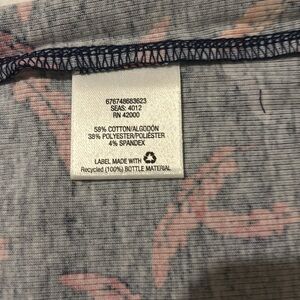 676748683623
SEAS: 4012
RN 42000
58% COTTON/ALGODÓN
38% POLYESTER/POLIÉSTER
4% SPANDEX
LABEL MADE WITH
Recycled (100%) BOTTLE MATERIAL